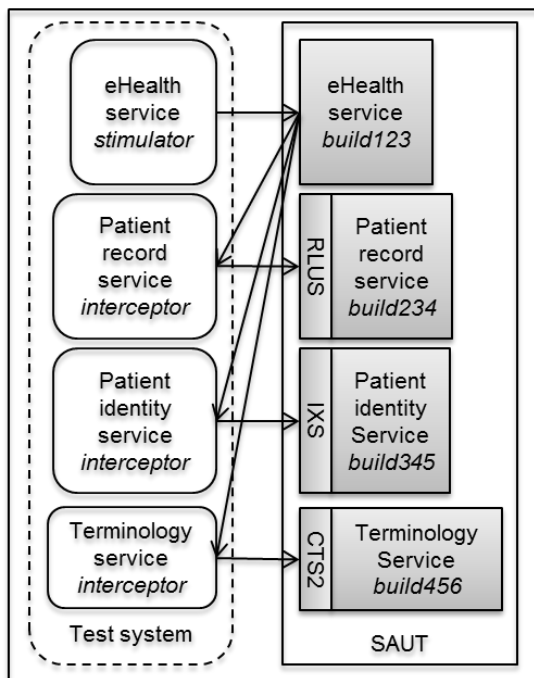 eHealth
service
stimulator
eHealth
service
build123
Patient
record
service
interceptor
RLUS
Patient
record
service
build234
Patient
identity
service
interceptor
IXS
Patient
identity
Service
build345
Terminology
service
interceptor
CTS2
Terminology
Service
build456
Test system
SAUT